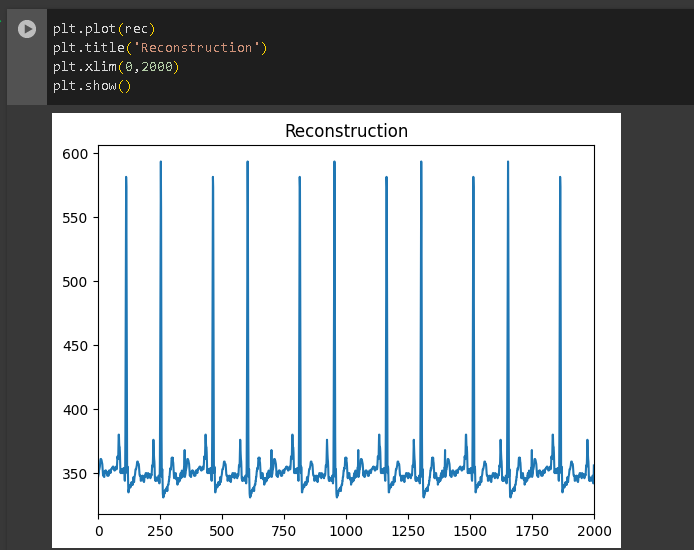 plt.plot(rec)
plt.title('Reconstruction')
plt.xlim(0,2000)
plt.show()
Reconstruction
600
550
500
450
400
350
0 250 500 750 1000 1250 1500 1750 2000